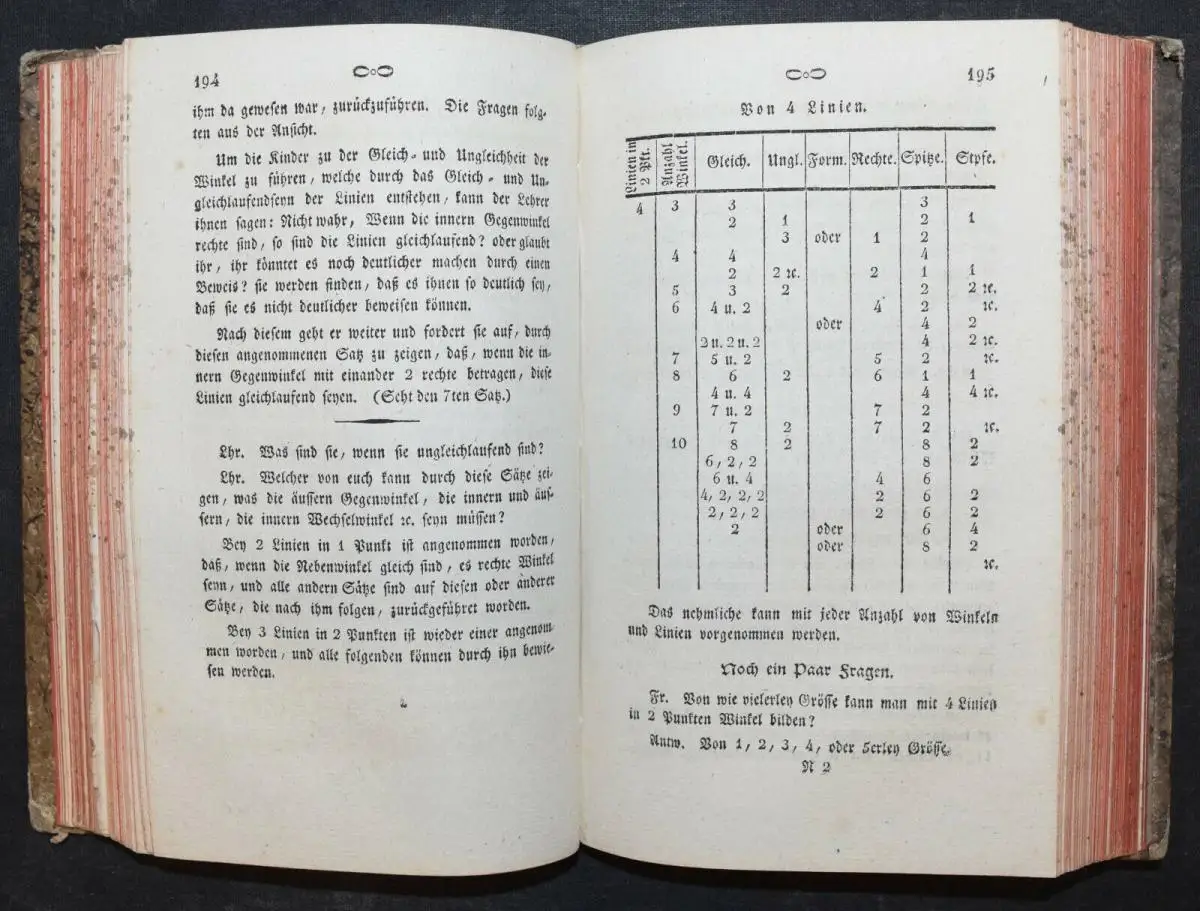 194
ihm da gewesen war, zurückzuführen. Die Fragen folg-
ten aus der Ansicht.
Um die Kinder zu der Gleich- und Ungleichheit der
Winkel zu führen, welche durch das Gleich- und Un-
gleichlaufendseyn der Linien entstehen, kann der Lehrer
ihnen sagen: Nicht wahr, Wenn die innern Gegenwinkel
rechte sind, so sind die Linien gleichlaufend? oder glaubt
ihr, ihr könntet es noch deutlicher machen durch einen
Beweis? sie werden finden, daß es ihnen so deutlich sey,
daß sie es nicht deutlicher beweisen können.
Nach diesem geht er weiter und fordert sie auf, durch
diesen angenommenen Satz zu zeigen, daß, wenn die in-
nern Gegenwinkel mit einander 2 rechte betragen, diese
Linien gleichlaufend seyen. (Seht den 7ten Satz.)
Lhr. Was sind sie, wenn sie ungleichlaufend sind?
Lhr. Welcher von euch kann durch diese Sätze zei-
gen, was die äussern Gegenwinkel, die innern und äus-
sern, die innern Wechselwinkel ꝛc. seyn müssen?
Bey 2 Linien in 1 Punkt ist angenommen worden,
daß, wenn die Nebenwinkel gleich sind, es rechte Winkel
seyn, und alle andern Sätze sind auf diesen oder anderer
Sätze, die nach ihm folgen, zurückgeführet worden.
Bey 3 Linien in 2 Punkten ist wieder einer angenom-
men worden, und alle folgenden können durch ihn bewie-
sen werden.
195
Von 4 Linien.
Linien in 2 Pkt. Anzahl Winkel. Gleich. Ungl. Form. Rechte. Spitze. Stpfe.
4 3 3 3
2 1 2 1
3 oder 1 2
4 4 4
2 2 ꝛc. 2 1 1
5 3 2 2 2 ꝛc.
6 4 u. 2 4 2 ꝛc.
oder 4 2
2 u. 2 u. 2 4 2 ꝛc.
7 5 u. 2 5 2 ꝛc.
8 6 2 6 1 1
4 u. 4 4 4 ꝛc.
9 7 u. 2 7 2
7 2 7 2 ꝛc.
10 8 2 8 2
6, 2, 2 8 2
6 u. 4 4 6
4, 2, 2, 2 2 6 2
2, 2, 2 2 6 2
2 oder 6 4
oder 8 2
ꝛc.
Das nehmliche kann mit jeder Anzahl von Winkeln
und Linien vorgenommen werden.
Noch ein Paar Fragen.
Fr. Von wie vielerley Grösse kann man mit 4 Linien
in 2 Punkten Winkel bilden?
Antw. Von 1, 2, 3, 4, oder 5erley Grösse.
N 2